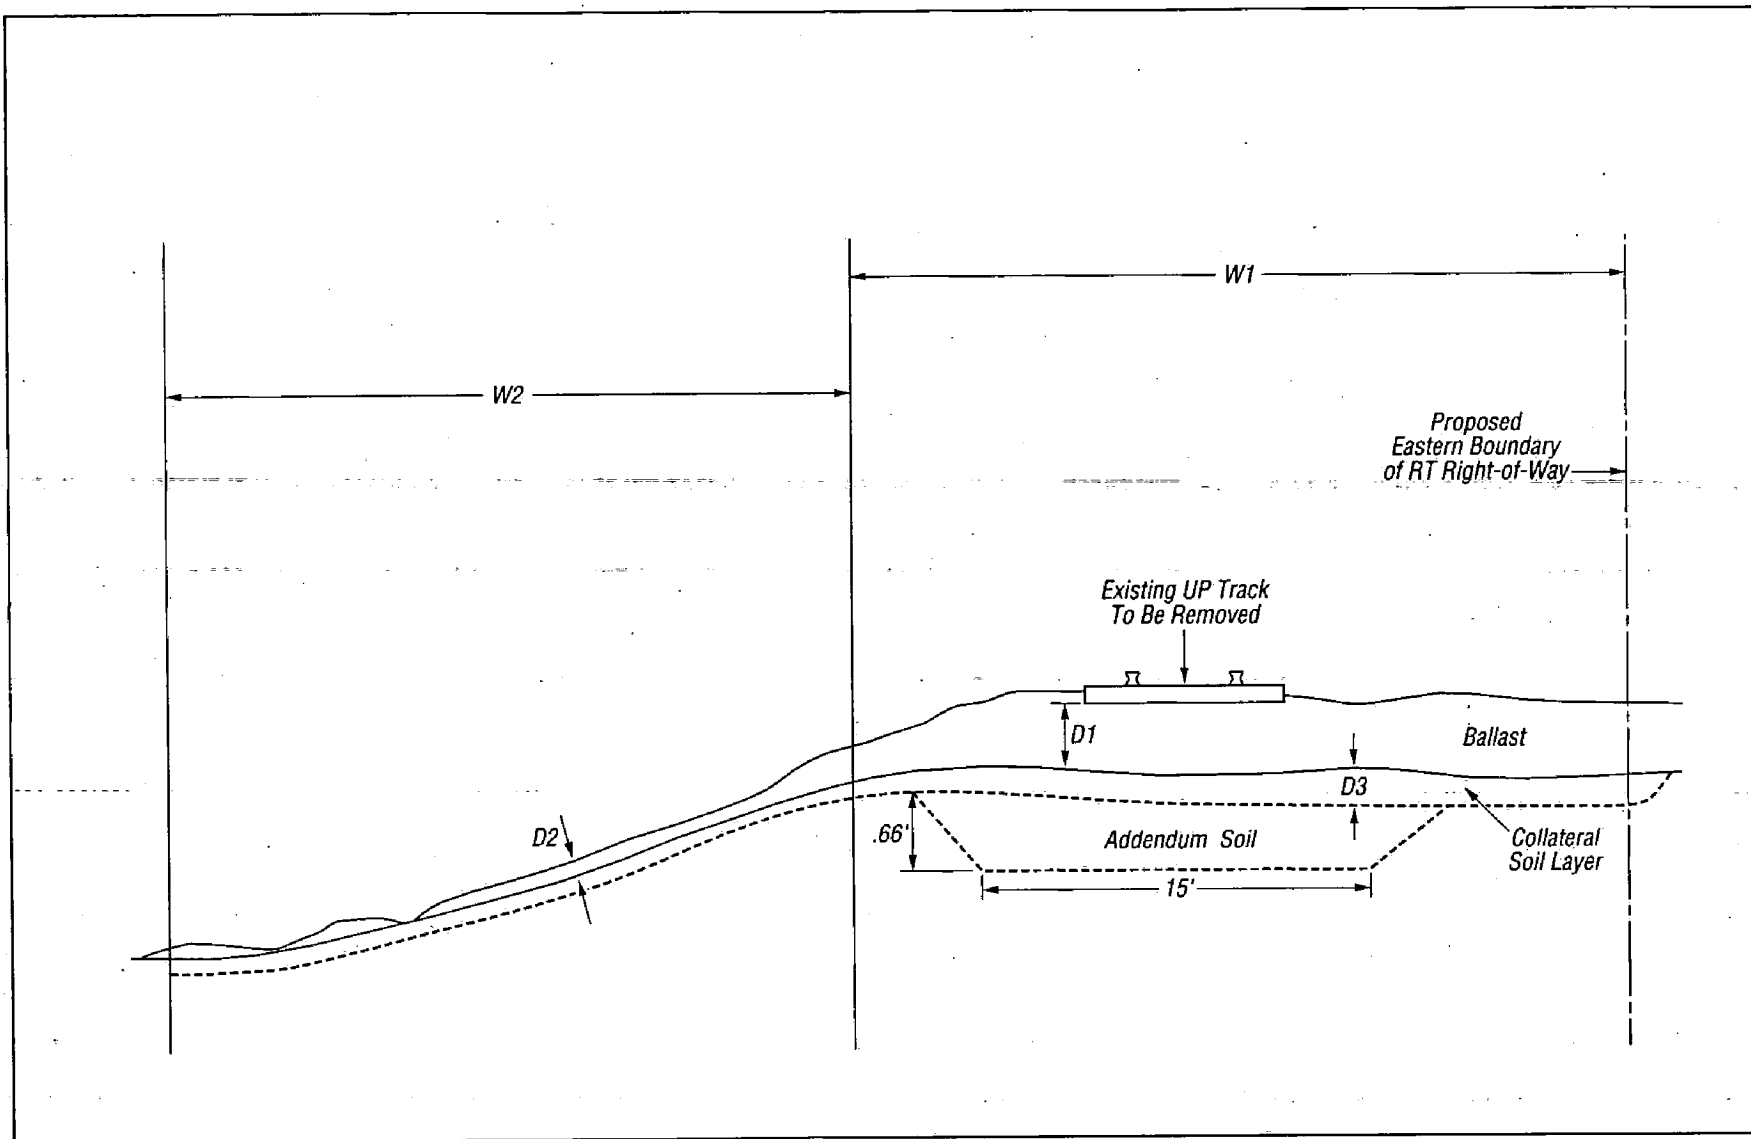 W1
W2
Proposed
Eastern Boundary
of RT Right-of-Way
Existing UP Track
To Be Removed
D1
Ballast
D3
D2
.66'
Addendum Soil
Collateral
Soil Layer
15'